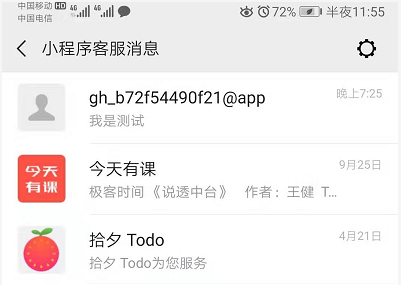 中国移动 HD 4G 4G 72% 半夜11:55
中国电信
小程序客服消息
gh_b72f54490f21@app 晚上7:25
我是测试
今天有课 今天有课 9月25日
极客时间《说透中台》 作者：王健 T...
拾夕 Todo 4月21日
拾夕 Todo为您服务